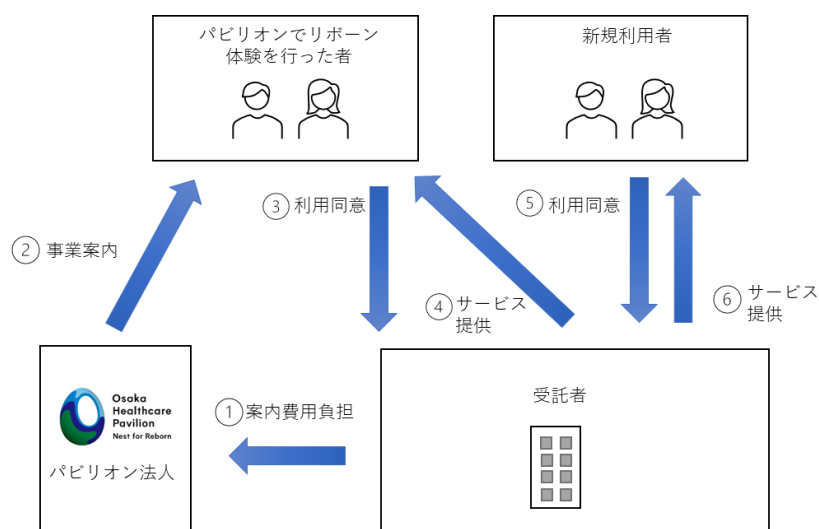 パビリオンでリボーン
体験を行った者
新規利用者
③ 利用同意
⑤ 利用同意
② 事業案内
④ サービス
提供
⑥ サービス
提供
Osaka
Healthcare
Pavilion
Nest for Reborn
パビリオン法人
① 案内費用負担
受託者